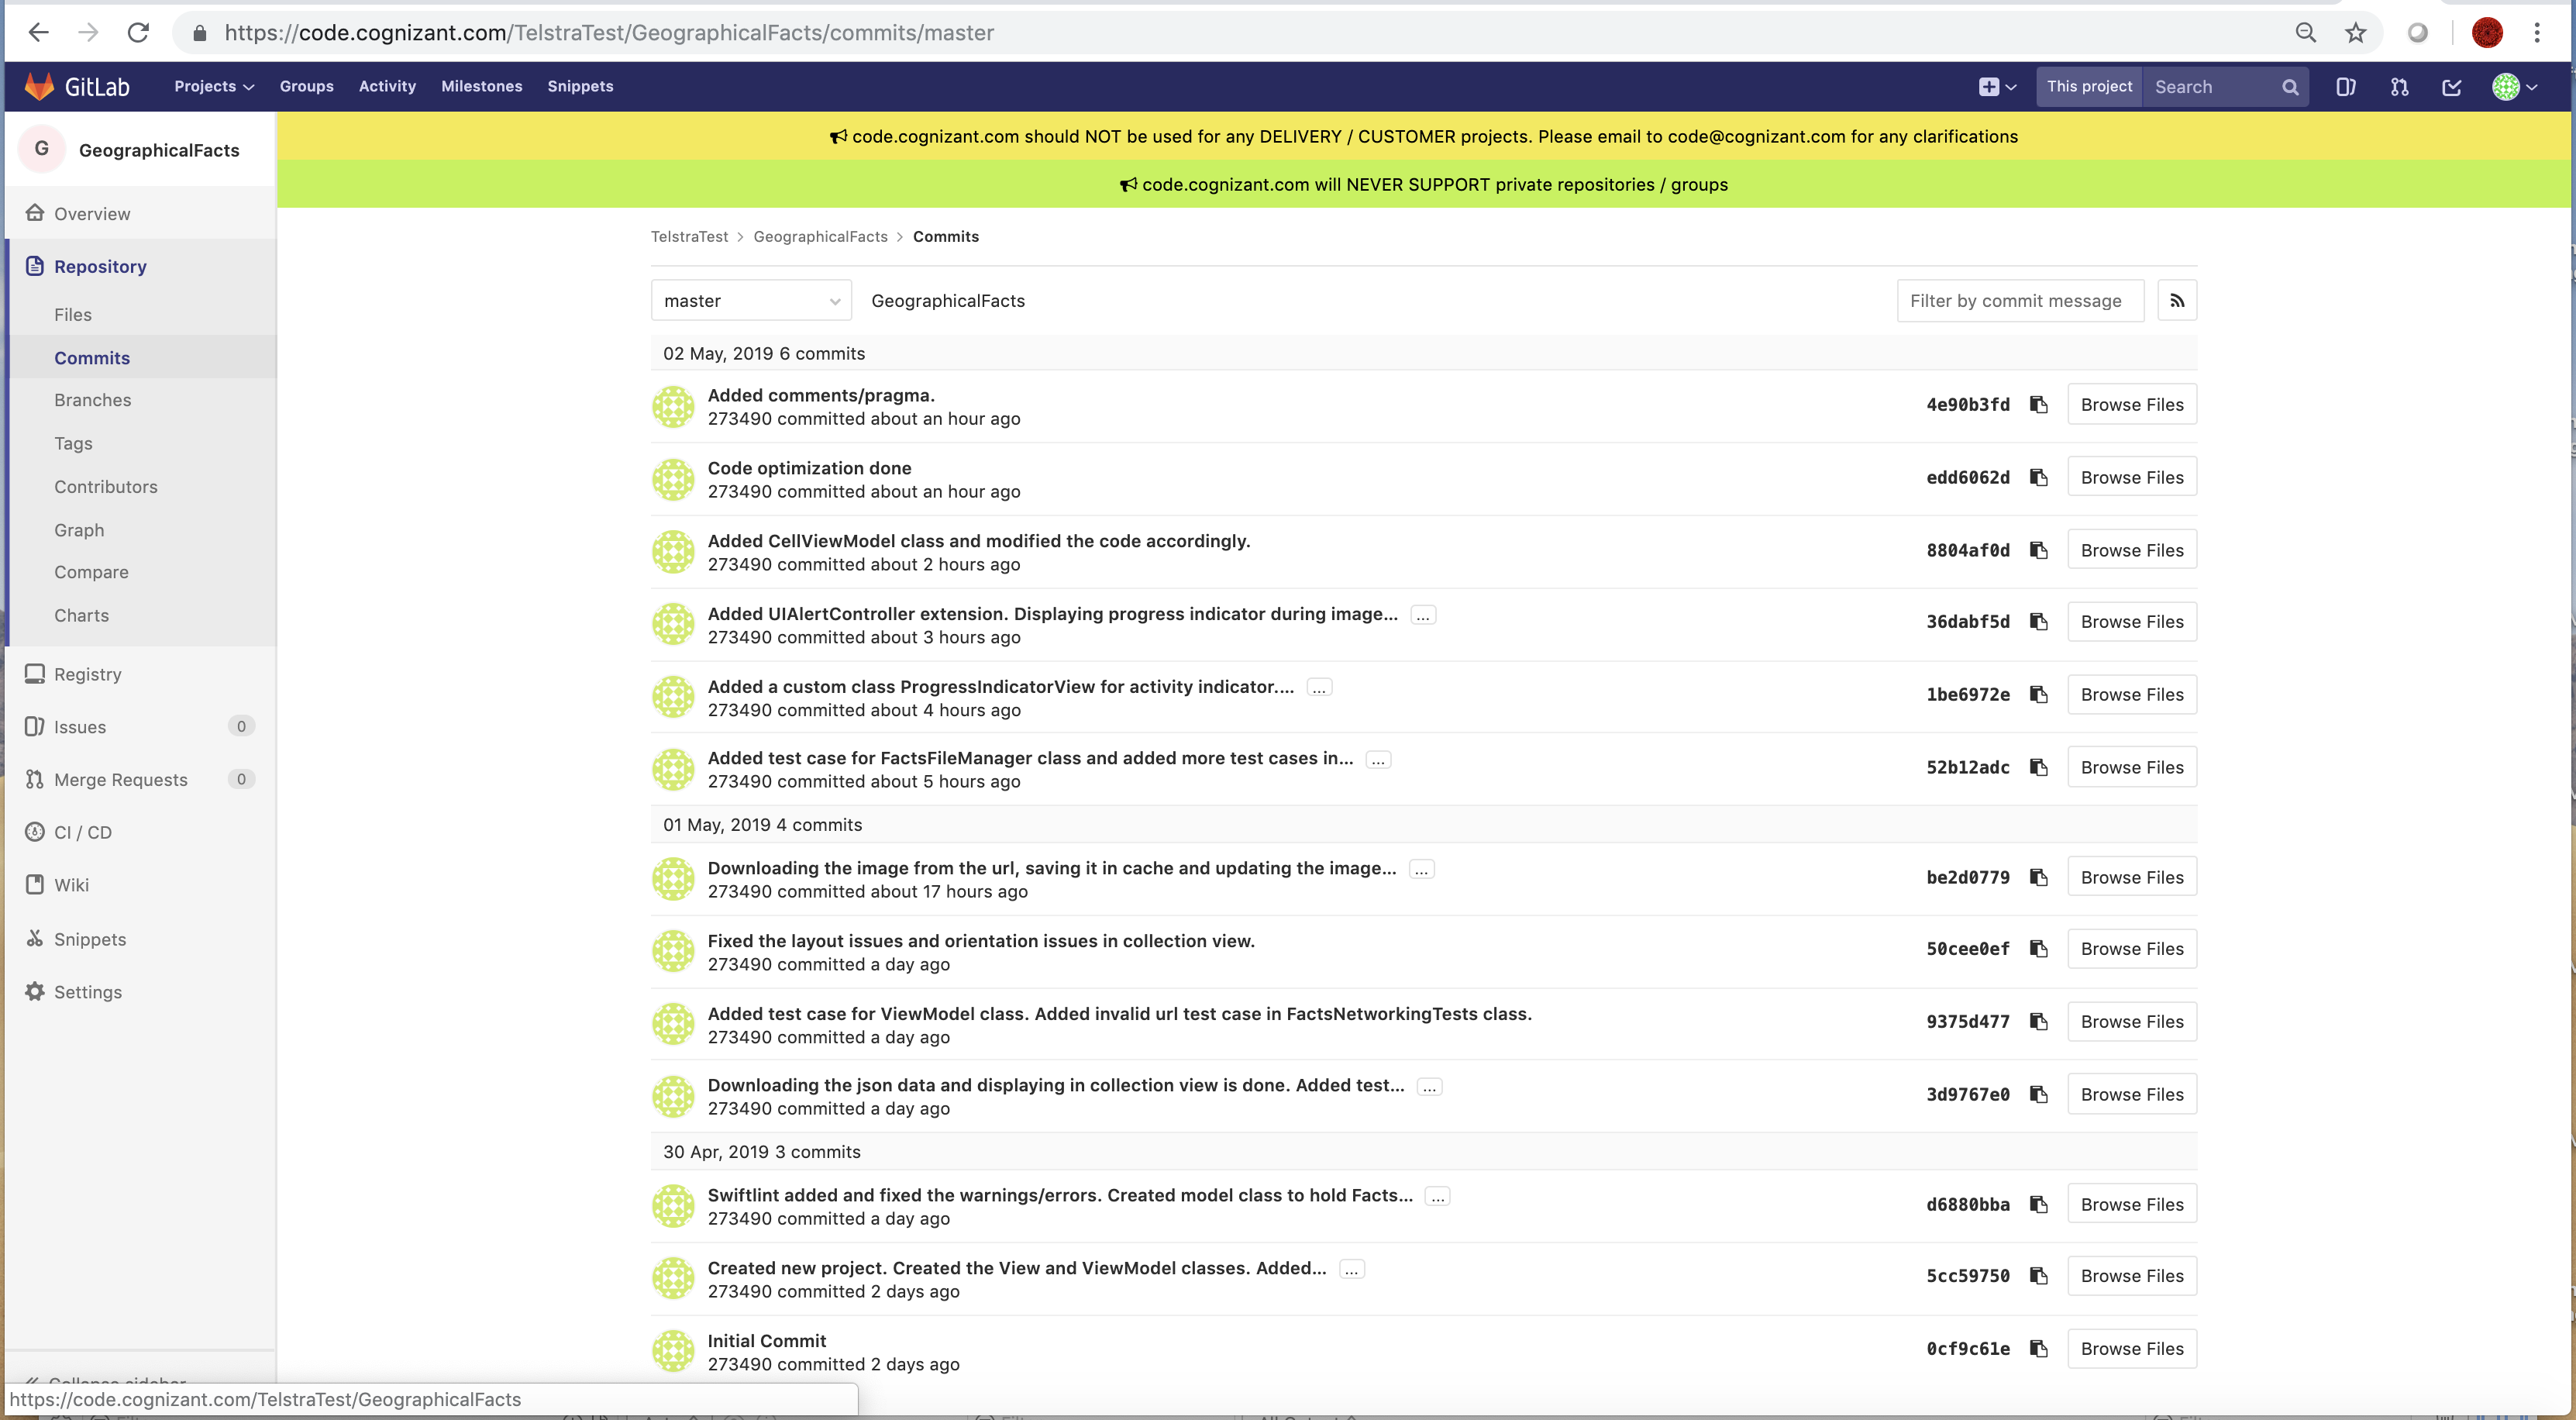 https://code.cognizant.com/TelstraTest/GeographicalFacts/commits/master
GitLab Projects Groups Activity Milestones Snippets This project Search
G GeographicalFacts
code.cognizant.com should NOT be used for any DELIVERY / CUSTOMER projects. Please email to code@cognizant.com for any clarifications
code.cognizant.com will NEVER SUPPORT private repositories / groups
Overview
Repository
Files
Commits
Branches
Tags
Contributors
Graph
Compare
Charts
Registry
Issues 0
Merge Requests 0
CI / CD
Wiki
Snippets
Settings
Collapse sidebar
TelstraTest > GeographicalFacts > Commits
master GeographicalFacts Filter by commit message
02 May, 2019 6 commits
Added comments/pragma.
273490 committed about an hour ago
4e90b3fd Browse Files
Code optimization done
273490 committed about an hour ago
edd6062d Browse Files
Added CellViewModel class and modified the code accordingly.
273490 committed about 2 hours ago
8804af0d Browse Files
Added UIAlertController extension. Displaying progress indicator during image... ...
273490 committed about 3 hours ago
36dabf5d Browse Files
Added a custom class ProgressIndicatorView for activity indicator.... ...
273490 committed about 4 hours ago
1be6972e Browse Files
Added test case for FactsFileManager class and added more test cases in... ...
273490 committed about 5 hours ago
52b12adc Browse Files
01 May, 2019 4 commits
Downloading the image from the url, saving it in cache and updating the image... ...
273490 committed about 17 hours ago
be2d0779 Browse Files
Fixed the layout issues and orientation issues in collection view.
273490 committed a day ago
50cee0ef Browse Files
Added test case for ViewModel class. Added invalid url test case in FactsNetworkingTests class.
273490 committed a day ago
9375d477 Browse Files
Downloading the json data and displaying in collection view is done. Added test... ...
273490 committed a day ago
3d9767e0 Browse Files
30 Apr, 2019 3 commits
Swiftlint added and fixed the warnings/errors. Created model class to hold Facts... ...
273490 committed a day ago
d6880bba Browse Files
Created new project. Created the View and ViewModel classes. Added... ...
273490 committed 2 days ago
5cc59750 Browse Files
Initial Commit
273490 committed 2 days ago
0cf9c61e Browse Files
https://code.cognizant.com/TelstraTest/GeographicalFacts